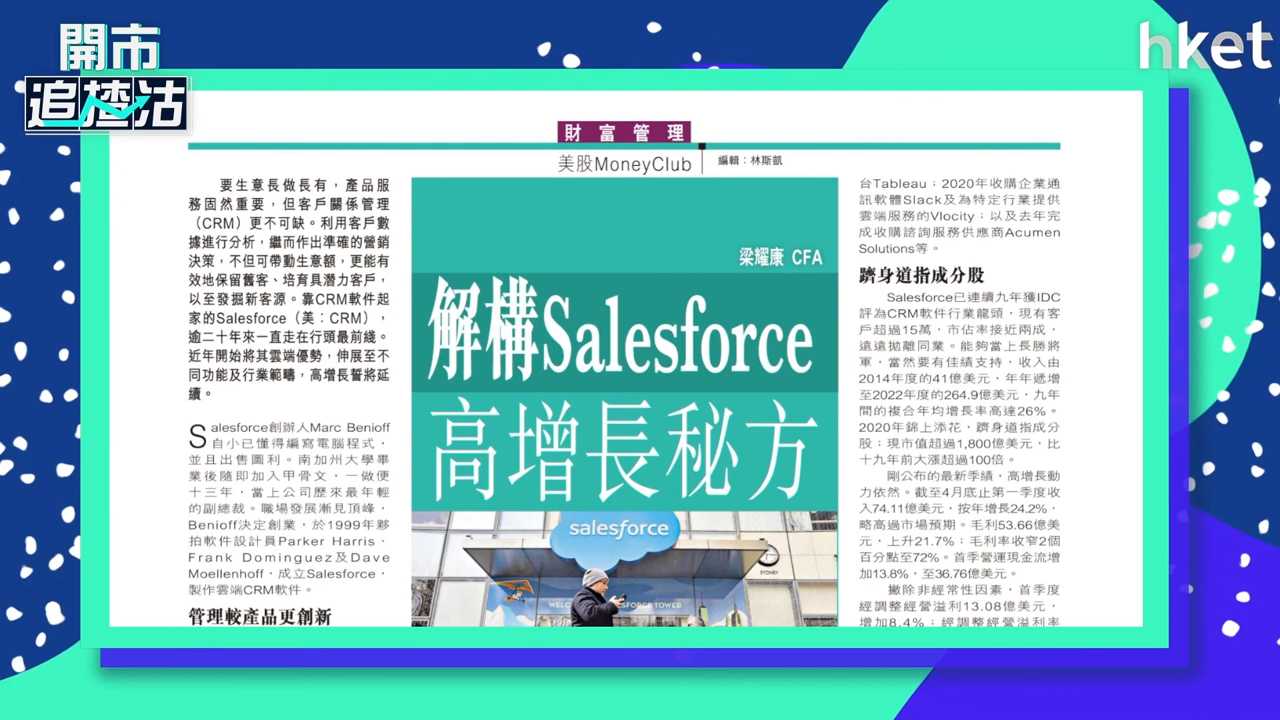 開市
追揸沽
hket
財富管理
美股MoneyClub
編輯：林斯凱
要生意長做長有，產品服
務固然重要，但客戶關係管理
（CRM）更不可缺。利用客戶數
據進行分析，繼而作出準確的營銷
決策，不但可帶動生意額，更能有
效地保留舊客、培育具潛力客戶，
以至發掘新客源。靠CRM軟件起
家的Salesforce（美：CRM），
逾二十年來一直走在行頭最前綫。
近年開始將其雲端優勢，伸展至不
同功能及行業範疇，高增長誓將延
續。
Salesforce創辦人Marc Benioff
自小已懂得編寫電腦程式，
並且出售圖利。南加州大學畢
業後隨即加入甲骨文，一做便
十三年，當上公司歷來最年輕
的副總裁。職場發展漸見頂峰，
Benioff決定創業，於1999年夥
拍軟件設計員Parker Harris、
Frank Dominguez及Dave
Moellenhoff，成立Salesforce，
製作雲端CRM軟件。
管理較產品更創新
梁耀康 CFA
解構Salesforce
高增長秘方
salesforce
SYDNEY
WELCOME
SALESFORCE TOWER
台Tableau；2020年收購企業通
訊軟體Slack及為特定行業提供
雲端服務的Vlocity；以及去年完
成收購諮詢服務供應商Acumen
Solutions等。
躋身道指成分股
Salesforce已連續九年獲IDC
評為CRM軟件行業龍頭，現有客
戶超過15萬，市佔率接近兩成，
遠遠拋離同業。能夠當上長勝將
軍，當然要有佳績支持，收入由
2014年度的41億美元，年年遞增
至2022年度的264.9億美元，九年
間的複合年均增長率高達26%。
2020年錦上添花，躋身道指成分
股；現市值超過1,800億美元，比
十九年前大漲超過100倍。
剛公布的最新季績，高增長動
力依然。截至4月底止第一季度收
入74.11億美元，按年增長24.2%，
略高過市場預期。毛利53.66億美
元，上升21.7%；毛利率收窄2個
百分點至72%。首季營運現金流增
加13.8%，至36.76億美元。
撇除非經常性因素，首季度
經調整經營溢利13.08億美元，
增加8.4%；經調整經營溢利率